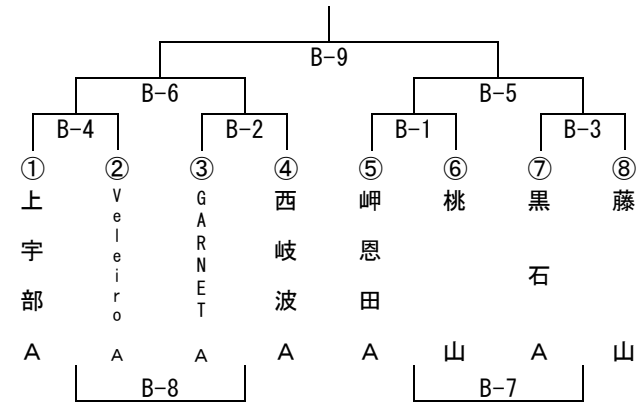 B-9
B-6 B-5
B-4 B-2 B-1 B-3
① ② ③ ④ ⑤ ⑥ ⑦ ⑧
上宇部A
Veleiro A
GARNET A
西岐波A
岬恩田A
桃山
黒石A
藤山
B-8 B-7